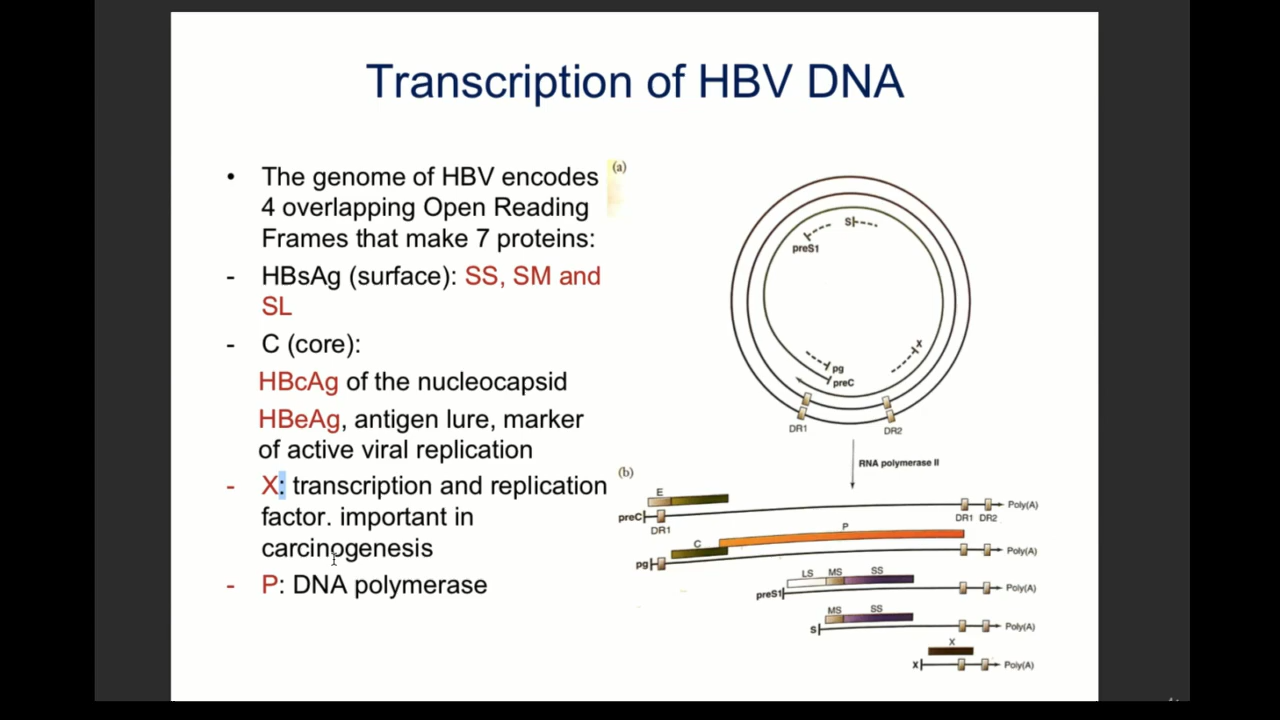 Transcription of HBV DNA
• The genome of HBV encodes
4 overlapping Open Reading
Frames that make 7 proteins:
- HBsAg (surface): SS, SM and
SL
- C (core):
HBcAg of the nucleocapsid
HBeAg, antigen lure, marker
of active viral replication
- X: transcription and replication
factor. important in
carcinogenesis
- P: DNA polymerase
(a)
S
preS1
X
pg
preC
DR1 DR2
RNA polymerase II
(b)
E
preC Poly(A)
DR1 DR1 DR2
P
C
pg Poly(A)
LS MS SS
preS1 Poly(A)
MS SS
S Poly(A)
X
X Poly(A)